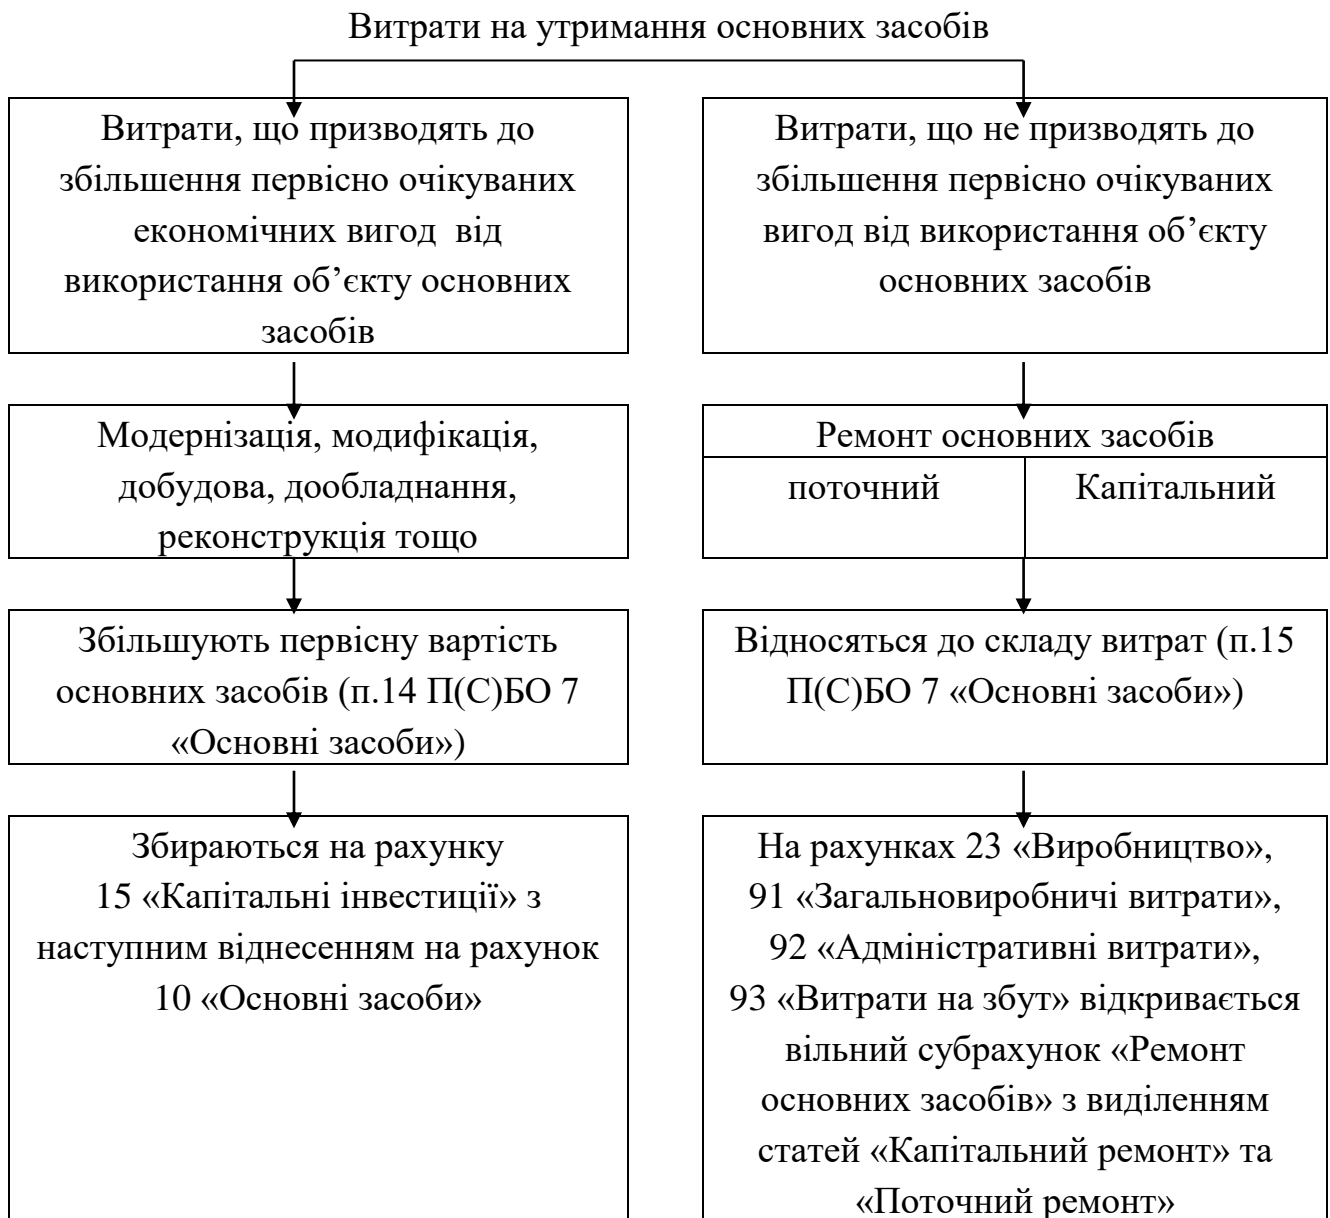 Витрати на утримання основних засобів
Витрати, що призводять до
збільшення первісно очікуваних
економічних вигод від
використання об’єкту основних
засобів
Витрати, що не призводять до
збільшення первісно очікуваних
вигод від використання об’єкту
основних засобів
Модернізація, модифікація,
добудова, дообладнання,
реконструкція тощо
Ремонт основних засобів
поточний
Капітальний
Збільшують первісну вартість
основних засобів (п.14 П(С)БО 7
«Основні засоби»)
Відносяться до складу витрат (п.15
П(С)БО 7 «Основні засоби»)
Збираються на рахунку
15 «Капітальні інвестиції» з
наступним віднесенням на рахунок
10 «Основні засоби»
На рахунках 23 «Виробництво»,
91 «Загальновиробничі витрати»,
92 «Адміністративні витрати»,
93 «Витрати на збут» відкривається
вільний субрахунок «Ремонт
основних засобів» з виділенням
статей «Капітальний ремонт» та
«Поточний ремонт»